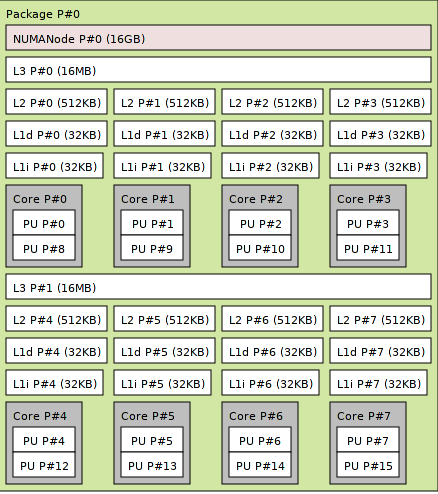 Package P#0
NUMANode P#0 (16GB)
L3 P#0 (16MB)
L2 P#0 (512KB) L2 P#1 (512KB) L2 P#2 (512KB) L2 P#3 (512KB)
L1d P#0 (32KB) L1d P#1 (32KB) L1d P#2 (32KB) L1d P#3 (32KB)
L1i P#0 (32KB) L1i P#1 (32KB) L1i P#2 (32KB) L1i P#3 (32KB)
Core P#0 Core P#1 Core P#2 Core P#3
PU P#0 PU P#1 PU P#2 PU P#3
PU P#8 PU P#9 PU P#10 PU P#11
L3 P#1 (16MB)
L2 P#4 (512KB) L2 P#5 (512KB) L2 P#6 (512KB) L2 P#7 (512KB)
L1d P#4 (32KB) L1d P#5 (32KB) L1d P#6 (32KB) L1d P#7 (32KB)
L1i P#4 (32KB) L1i P#5 (32KB) L1i P#6 (32KB) L1i P#7 (32KB)
Core P#4 Core P#5 Core P#6 Core P#7
PU P#4 PU P#5 PU P#6 PU P#7
PU P#12 PU P#13 PU P#14 PU P#15